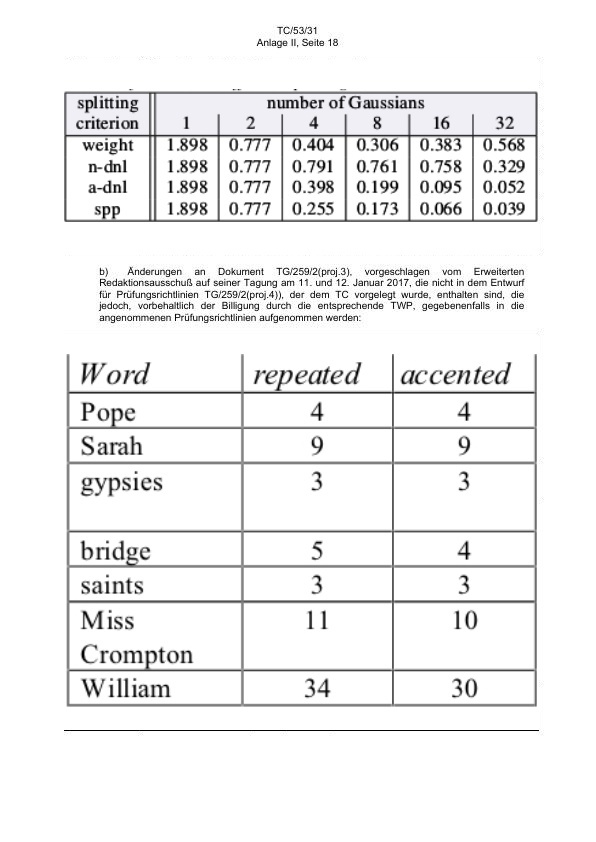 TC/53/31
Anlage II, Seite 18
splitting number of Gaussians
criterion 1 2 4 8 16 32
weight 1.898 0.777 0.404 0.306 0.383 0.568
n-dnl 1.898 0.777 0.791 0.761 0.758 0.329
a-dnl 1.898 0.777 0.398 0.199 0.095 0.052
spp 1.898 0.777 0.255 0.173 0.066 0.039
b) Änderungen an Dokument TG/259/2(proj.3), vorgeschlagen vom Erweiterten
Redaktionsausschuß auf seiner Tagung am 11. und 12. Januar 2017, die nicht in dem Entwurf
für Prüfungsrichtlinien TG/259/2(proj.4)), der dem TC vorgelegt wurde, enthalten sind, die
jedoch, vorbehaltlich der Billigung durch die entsprechende TWP, gegebenenfalls in die
angenommenen Prüfungsrichtlinien aufgenommen werden:
Word repeated accented
Pope 4 4
Sarah 9 9
gypsies 3 3
bridge 5 4
saints 3 3
Miss 11 10
Crompton
William 34 30